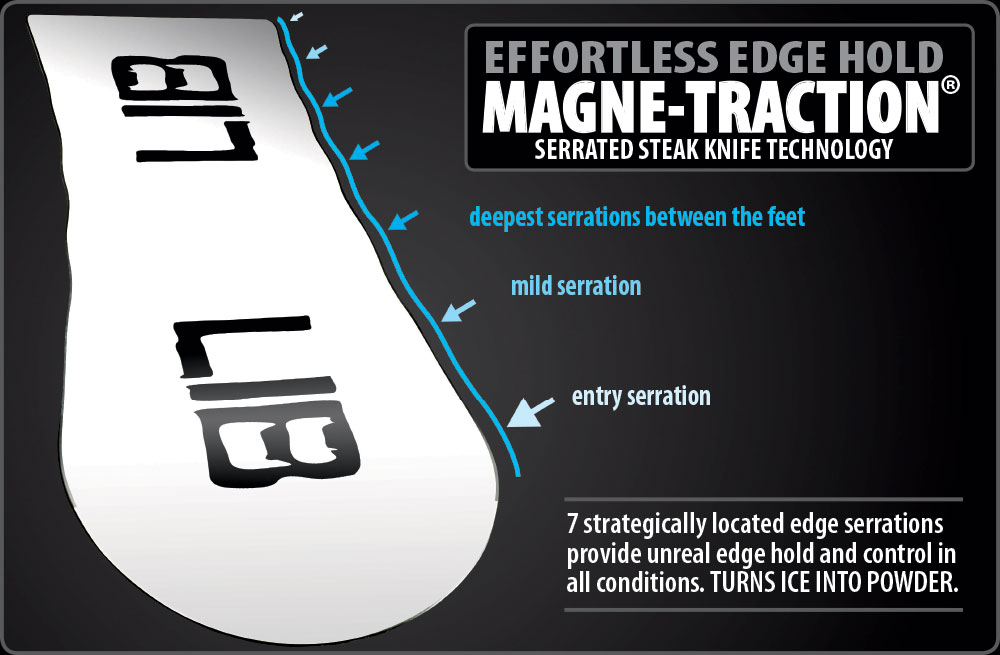 EFFORTLESS EDGE HOLD
MAGNE-TRACTION®
SERRATED STEAK KNIFE TECHNOLOGY
LIB
deepest serrations between the feet
mild serration
LIB
entry serration
7 strategically located edge serrations
provide unreal edge hold and control in
all conditions. TURNS ICE INTO POWDER.